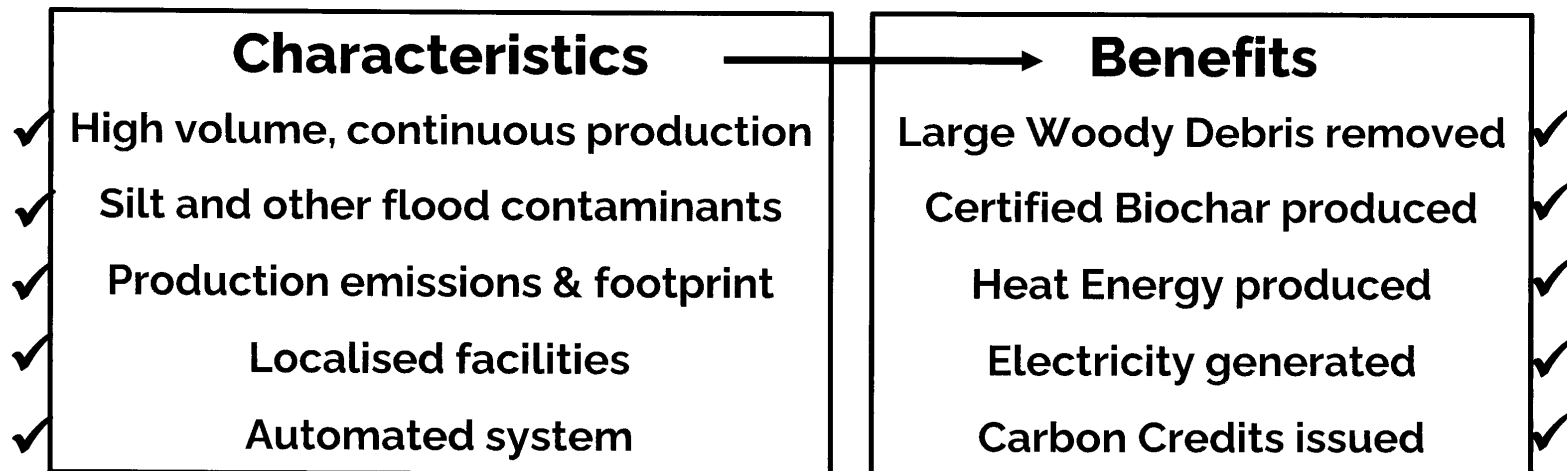 Characteristics
High volume, continuous production
Silt and other flood contaminants
Production emissions & footprint
Localised facilities
Automated system
Benefits
Large Woody Debris removed
Certified Biochar produced
Heat Energy produced
Electricity generated
Carbon Credits issued